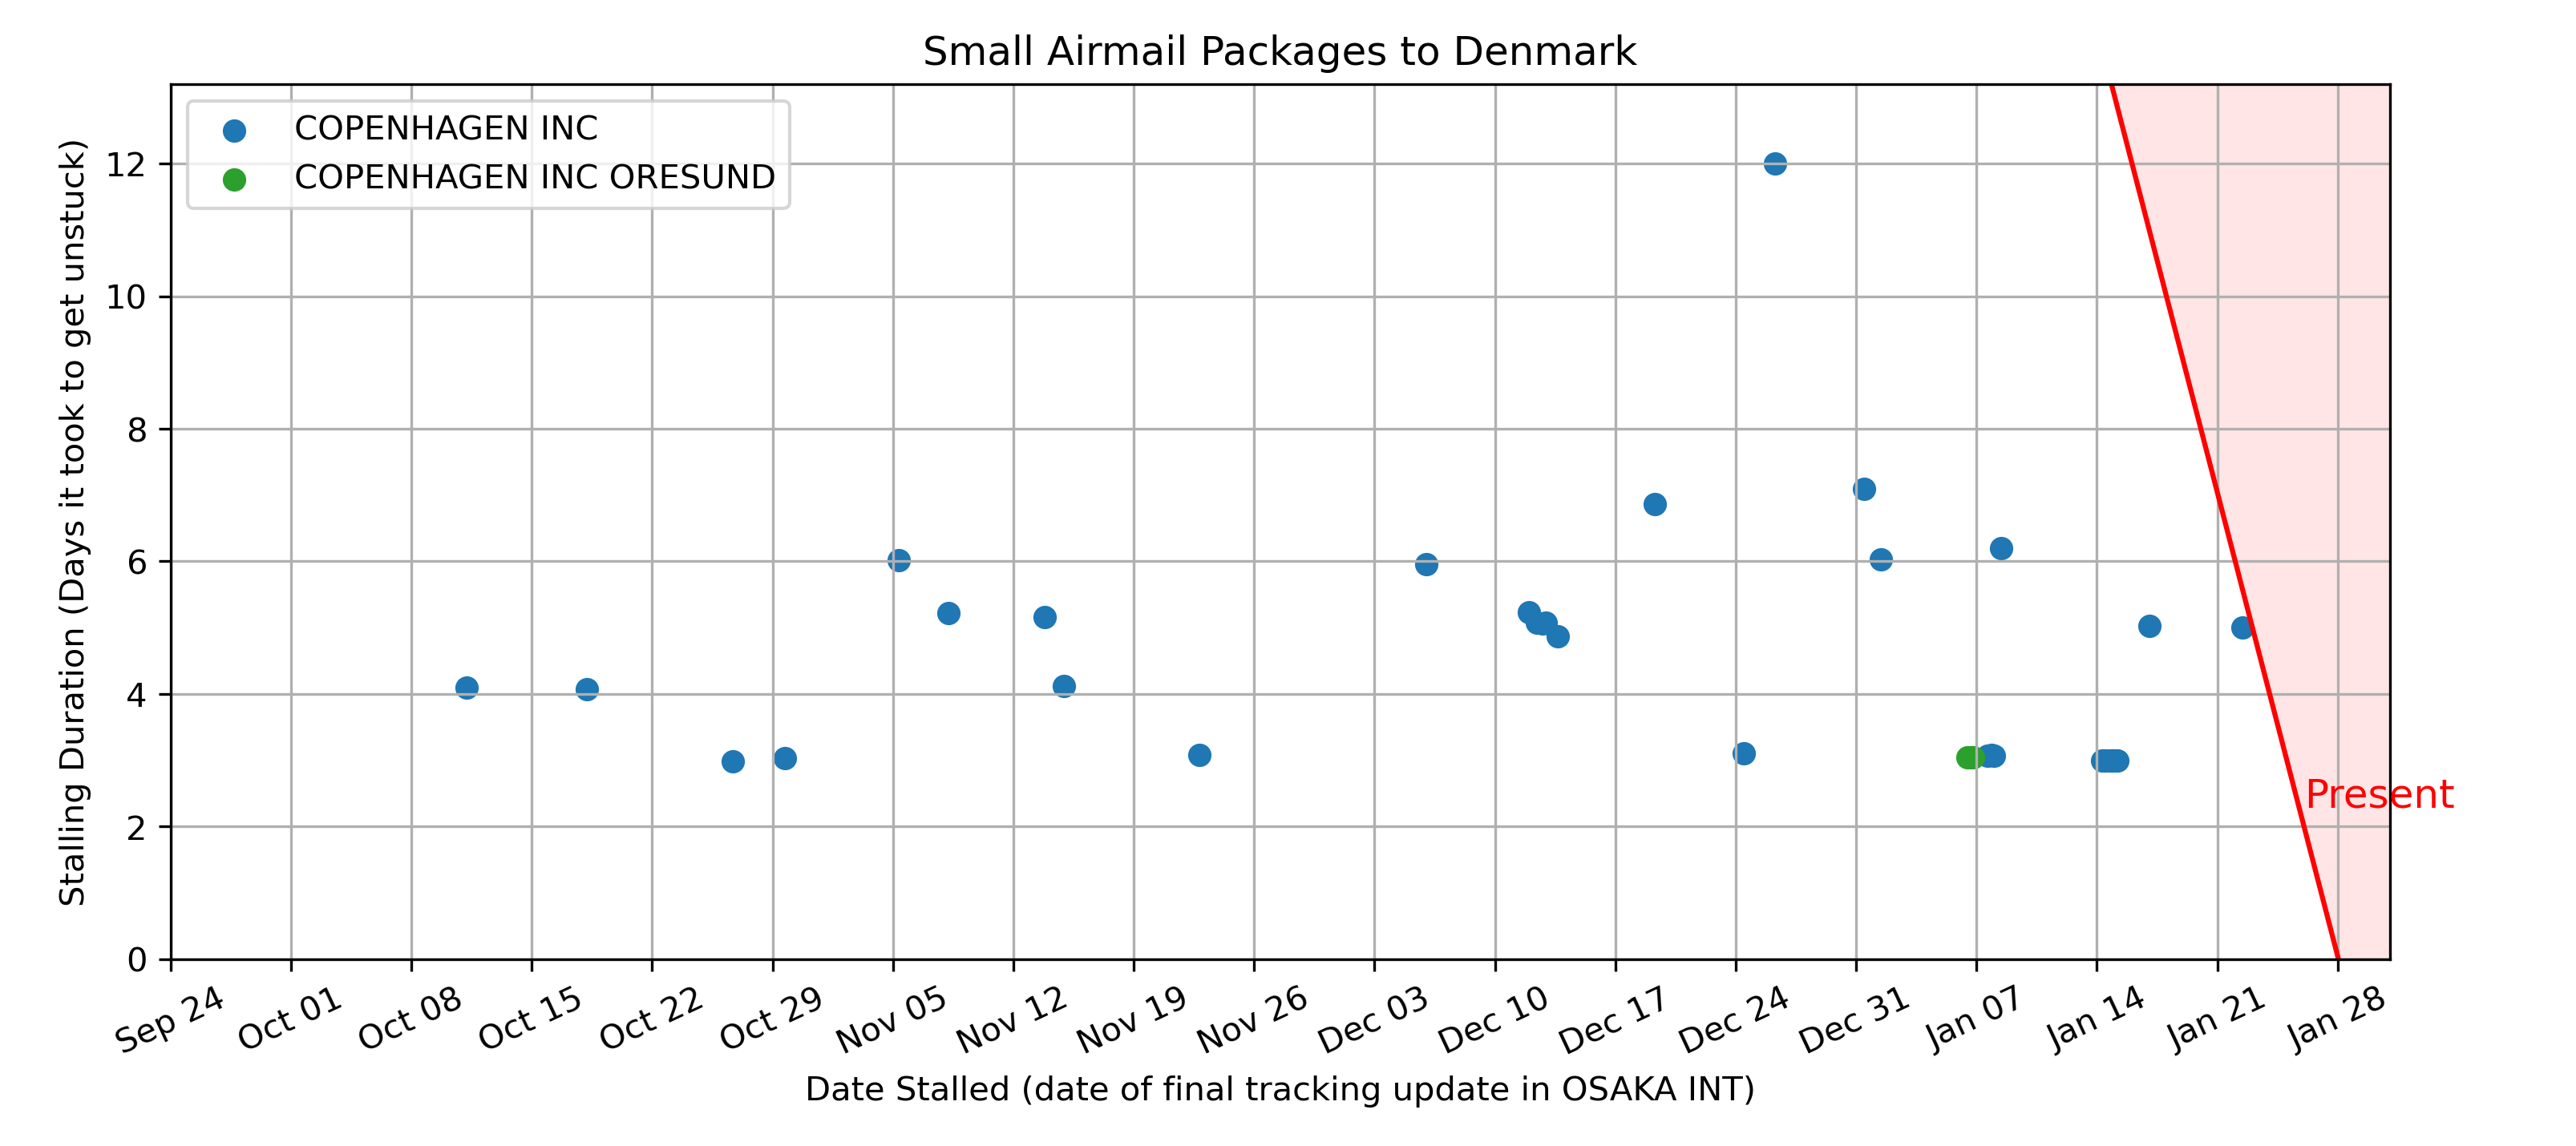 Small Airmail Packages to Denmark
COPENHAGEN INC
COPENHAGEN INC ORESUND
Stalling Duration (Days it took to get unstuck)
12
10
8
6
4
2
0
Present
Sep 24
Oct 01
Oct 08
Oct 15
Oct 22
Oct 29
Nov 05
Nov 12
Nov 19
Nov 26
Dec 03
Dec 10
Dec 17
Dec 24
Dec 31
Jan 07
Jan 14
Jan 21
Jan 28
Date Stalled (date of final tracking update in OSAKA INT)